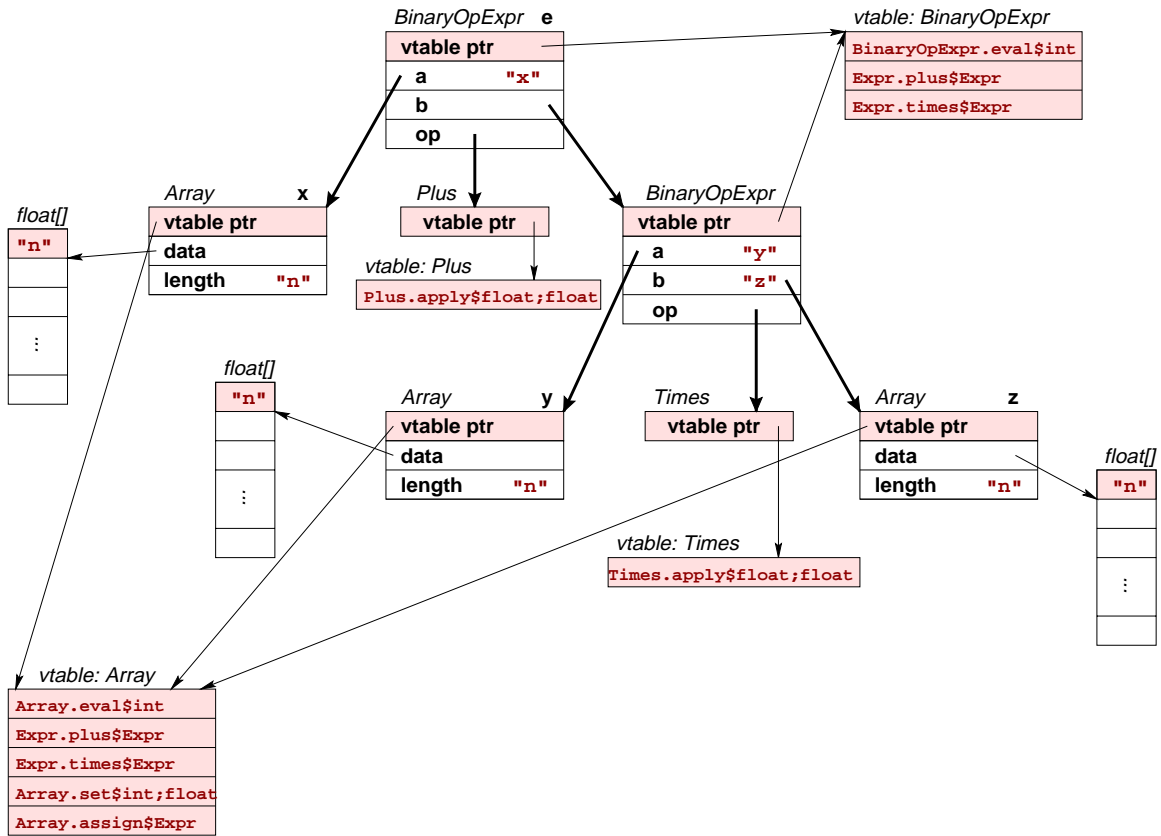 BinaryOpExpr e
vtable ptr
a "x"
b
op
vtable: BinaryOpExpr
BinaryOpExpr.eval$int
Expr.plus$Expr
Expr.times$Expr
float[]
"n"
⋮
Array x
vtable ptr
data
length "n"
Plus
vtable ptr
vtable: Plus
Plus.apply$float;float
BinaryOpExpr
vtable ptr
a "y"
b "z"
op
float[]
"n"
⋮
Array y
vtable ptr
data
length "n"
Times
vtable ptr
vtable: Times
Times.apply$float;float
Array z
vtable ptr
data
length "n"
float[]
"n"
⋮
vtable: Array
Array.eval$int
Expr.plus$Expr
Expr.times$Expr
Array.set$int;float
Array.assign$Expr